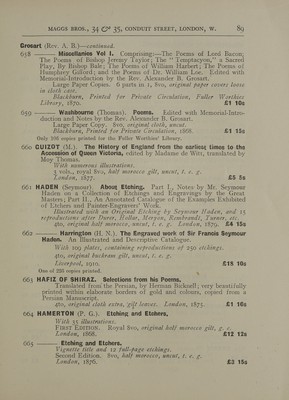 MAGGS BROS., 34 & 35, CONDUIT STREET, LONDON, W. 89
Grosart (Rev. A. B.)—continued.
658 ——— Miscellanies Vol I. Comprising:—The Poems of Lord Bacon;
The Poems of Bishop Jeremy Taylor; The "Temptacyon," a Sacred
Play, By Bishop Bale; The Poems of William Harbert; The Poems of
Humphrey Gifford; and the Poems of Dr. William Loe. Edited with
Memorial-Introduction by the Rev. Alexander B. Grosart.
Large Paper Copies. 6 parts in 1, 8vo, original paper covers loose
in cloth case.
Blackburn, Printed for Private Circulation, Fuller Worthies
Library, 1870. £1 10s
659 ——— Washbourne (Thomas). Poems. Edited with Memorial-Intro-
duction and Notes by the Rev. Alexander B. Grosart.
Large Paper Copy. 8vo, original cloth, uncut.
Blackburn, Printed for Private Circulation, 1868. £1 15s
Only 106 copies printed for the Fuller Worthies' Library.
660 GUIZOT (M.). The History of England from the earliest times to the
Accession of Queen Victoria, edited by Madame de Witt, translated by
Moy Thomas.
With numerous illustrations.
3 vols., royal 8vo, half morocco gilt, uncut, t. e. g.
London, 1877. £5 5s
661 HADEN (Seymour). About Etching. Part I., Notes by Mr. Seymour
Haden on a Collection of Etchings and Engravings by the Great
Masters; Part II., An Annotated Catalogue of the Examples Exhibited
of Etchers and Painter-Engravers' Work.
Illustrated with an Original Etching by Seymour Haden, and 15
reproductions after Durer, Hollar, Meryon, Rembrandt, Turner, etc.
4to, original half morocco, uncut, t. e. g. London, 1879. £4 15s
662 ——— Harrington (H. N.). The Engraved work of Sir Francis Seymour
Haden. An Illustrated and Descriptive Catalogue.
With 109 plates, containing reproductions of 250 etchings.
4to, original buckram gilt, uncut, t. e. g.
Liverpool, 1910. £15 10s
One of 225 copies printed.
663 HAFIZ OF SHIRAZ. Selections from his Poems.
Translated from the Persian, by Herman Bicknell; very beautifully
printed within elaborate borders of gold and colours, copied from a
Persian Manuscript.
4to, original cloth extra, gilt leaves. London, 1875. £1 16s
664 HAMERTON (P. G.). Etching and Etchers,
With 35 illustrations.
FIRST EDITION. Royal 8vo, original half morocco gilt, g. e.
London, 1868. £12 12s
665 ——— Etching and Etchers.
Vignette title and 12 full-page etchings.
Second Edition. 8vo, half morocco, uncut, t. e. g.
London, 1876. £3 15s